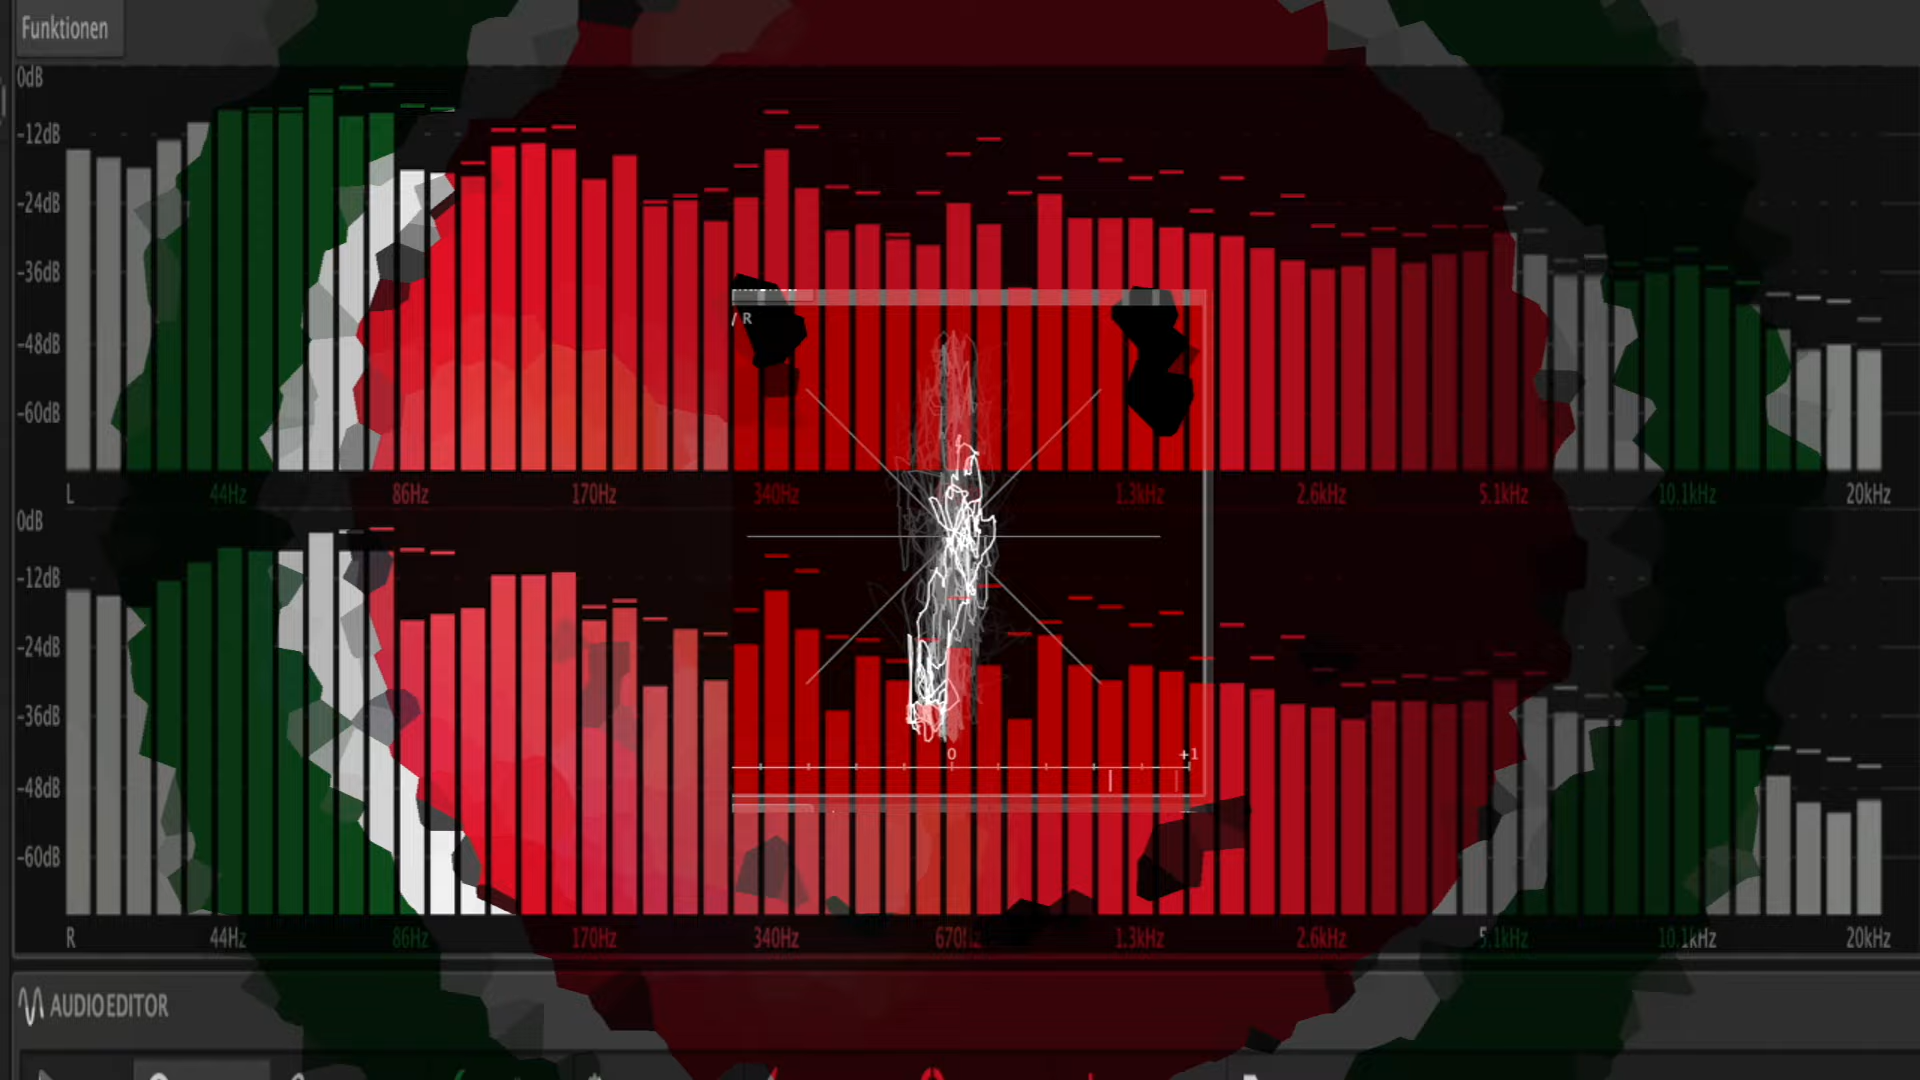 Funktionen
0dB
-12dB
-24dB
-36dB
-48dB
-60dB
/ R
L 44Hz 86Hz 170Hz 340Hz 1.3kHz 2.6kHz 5.1kHz 10.1kHz 20kHz
0dB
-12dB
-24dB
-36dB
-48dB
-60dB
0 +1
R 44Hz 86Hz 170Hz 340Hz 670Hz 1.3kHz 2.6kHz 5.1kHz 10.1kHz 20kHz
AUDIOEDITOR